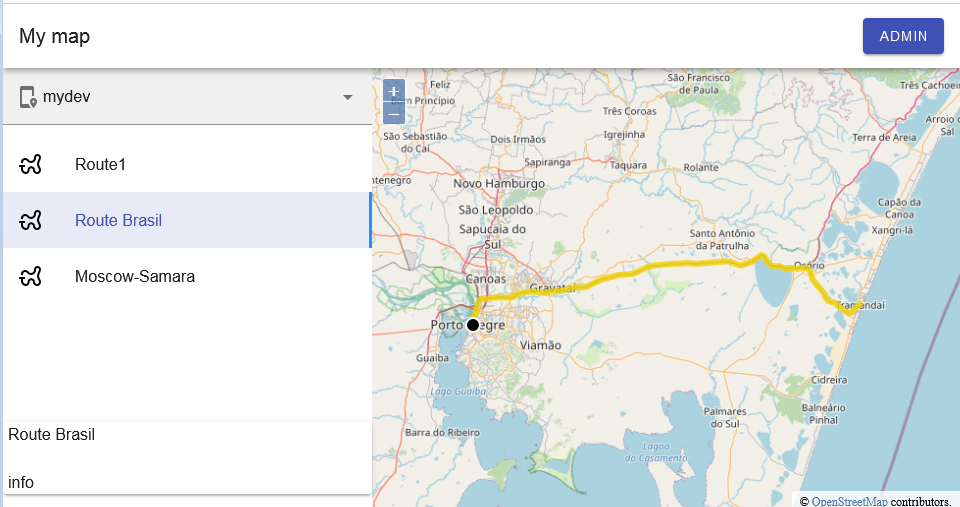 My map
ADMIN
mydev
Route1
Route Brasil
Moscow-Samara
Route Brasil
info
+
−
Feliz
Bom Princípio
São Sebastião
do Caí
Dois Irmãos
Três Coroas
Igrejinha
São Francisco
de Paula
Três Cachoei
Arroio do
Sal
Terra de Areia
Sapiranga
Taquara
Rolante
ntenegro
Novo Hamburgo
São Leopoldo
Sapucaia do
Sul
Capão da
Canoa
Xangri-lá
Santo Antônio
da Patrulha
Osório
Canoas
Gravataí
Tramandaí
Porto Alegre
Viamão
Guaíba
Lago Guaíba
Cidreira
Balneário
Pinhal
Palmares
do Sul
Barra do Ribeiro
Lagoa
do Casamento
© OpenStreetMap contributors.